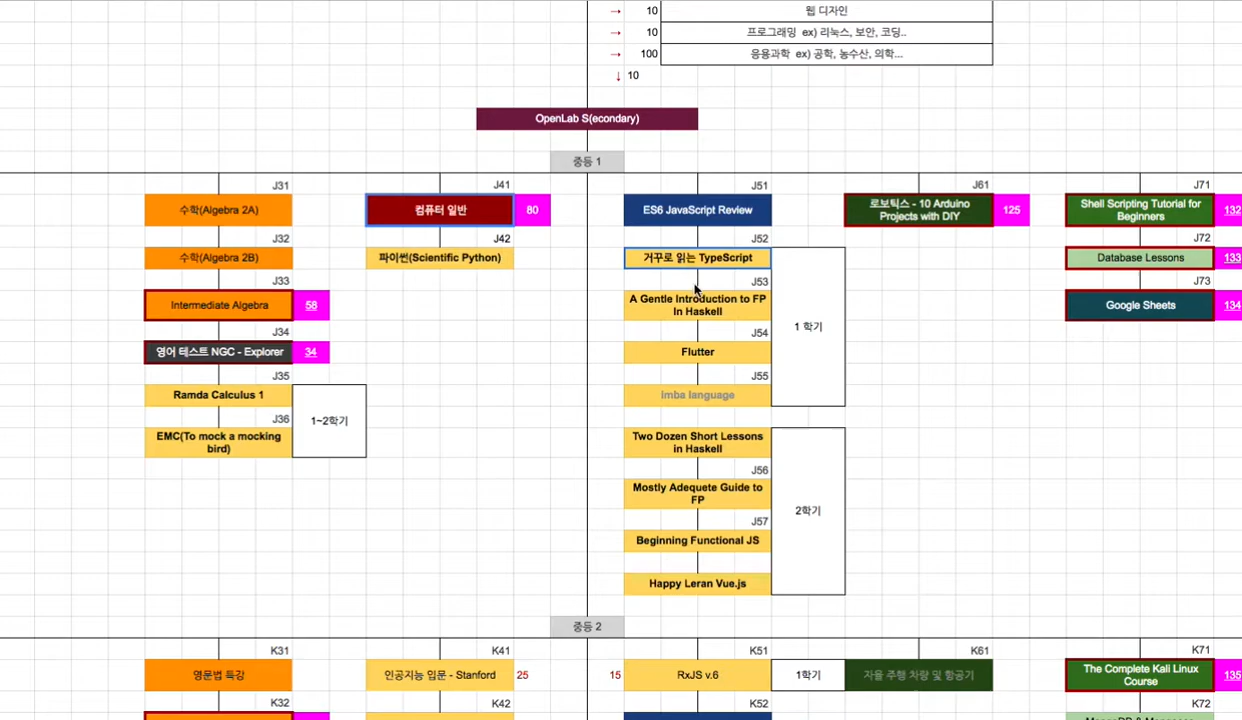 → 10 웹 디자인
→ 10 프로그래밍 ex) 리눅스, 보안, 코딩..
→ 100 응용과학 ex) 공학, 농수산, 의학...
↓ 10
OpenLab S(econdary)
중등 1
J31 J41 J51 J61 J71
수학(Algebra 2A)
컴퓨터 일반 80
ES6 JavaScript Review
로보틱스 - 10 Arduino
Projects with DIY
125
Shell Scripting Tutorial for
Beginners
132
J32 J42 J52 J72
수학(Algebra 2B)
파이썬(Scientific Python)
거꾸로 읽는 TypeScript
Database Lessons 133
J33 J53 J73
Intermediate Algebra 58
A Gentle Introduction to FP
In Haskell
Google Sheets 134
1 학기
J34 J54
영어 테스트 NGC - Explorer 34
Flutter
J35 J55
Ramda Calculus 1
imba language
J36
1~2학기
EMC(To mock a mocking
bird)
Two Dozen Short Lessons
in Haskell
J56
Mostly Adequete Guide to
FP
2학기
J57
Beginning Functional JS
Happy Leran Vue.js
중등 2
K31 K41 K51 K61 K71
영문법 특강
인공지능 입문 - Stanford 25
15 RxJS v.6 1학기
자율 주행 차량 및 항공기
The Complete Kali Linux
Course
135
K32 K42 K52 K72